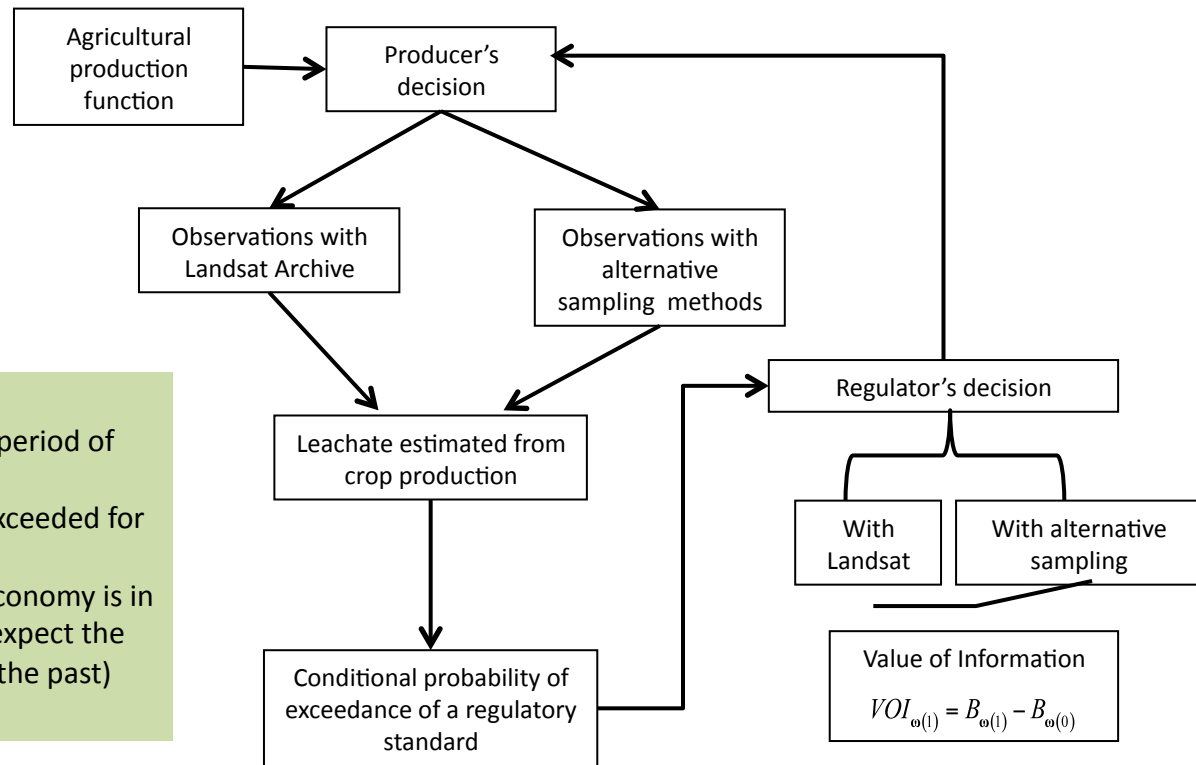 Agricultural
production
function
Producer's
decision
Observations with
Landsat Archive
Observations with
alternative
sampling methods
period of
xceeded for
conomy is in
expect the
the past)
Leachate estimated from
crop production
Conditional probability of
exceedance of a regulatory
standard
Regulator's decision
With
Landsat
With alternative
sampling
Value of Information
VOI_ω(1) = B_ω(1) − B_ω(0)